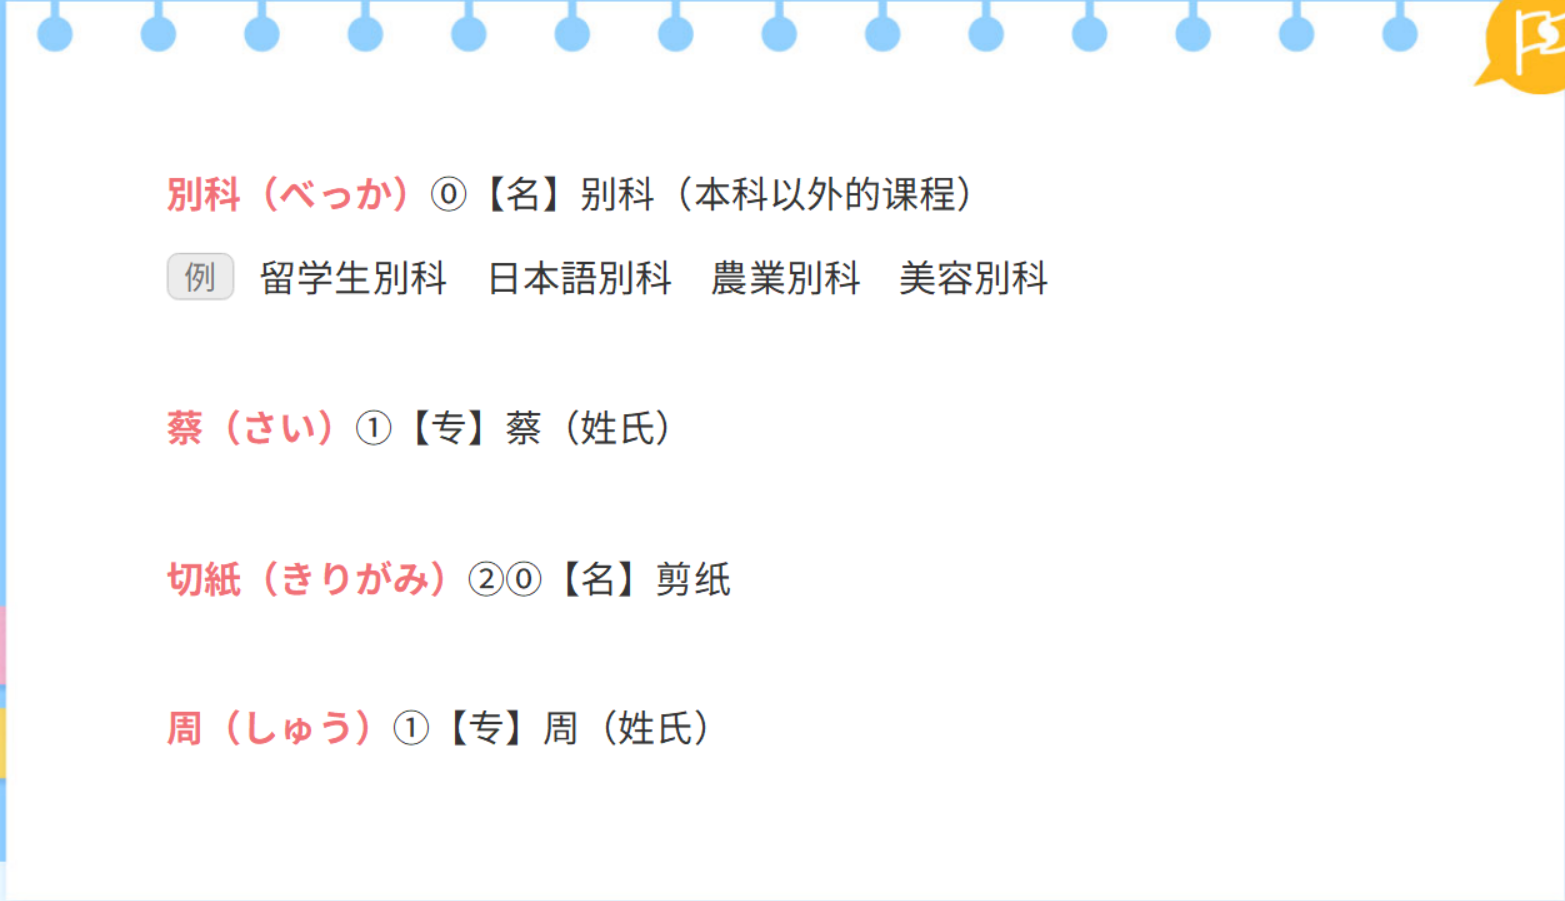 別科（べっか）⓪【名】别科（本科以外的课程）
例 留学生別科 日本語別科 農業別科 美容別科
蔡（さい）①【专】蔡（姓氏）
切紙（きりがみ）②⓪【名】剪纸
周（しゅう）①【专】周（姓氏）